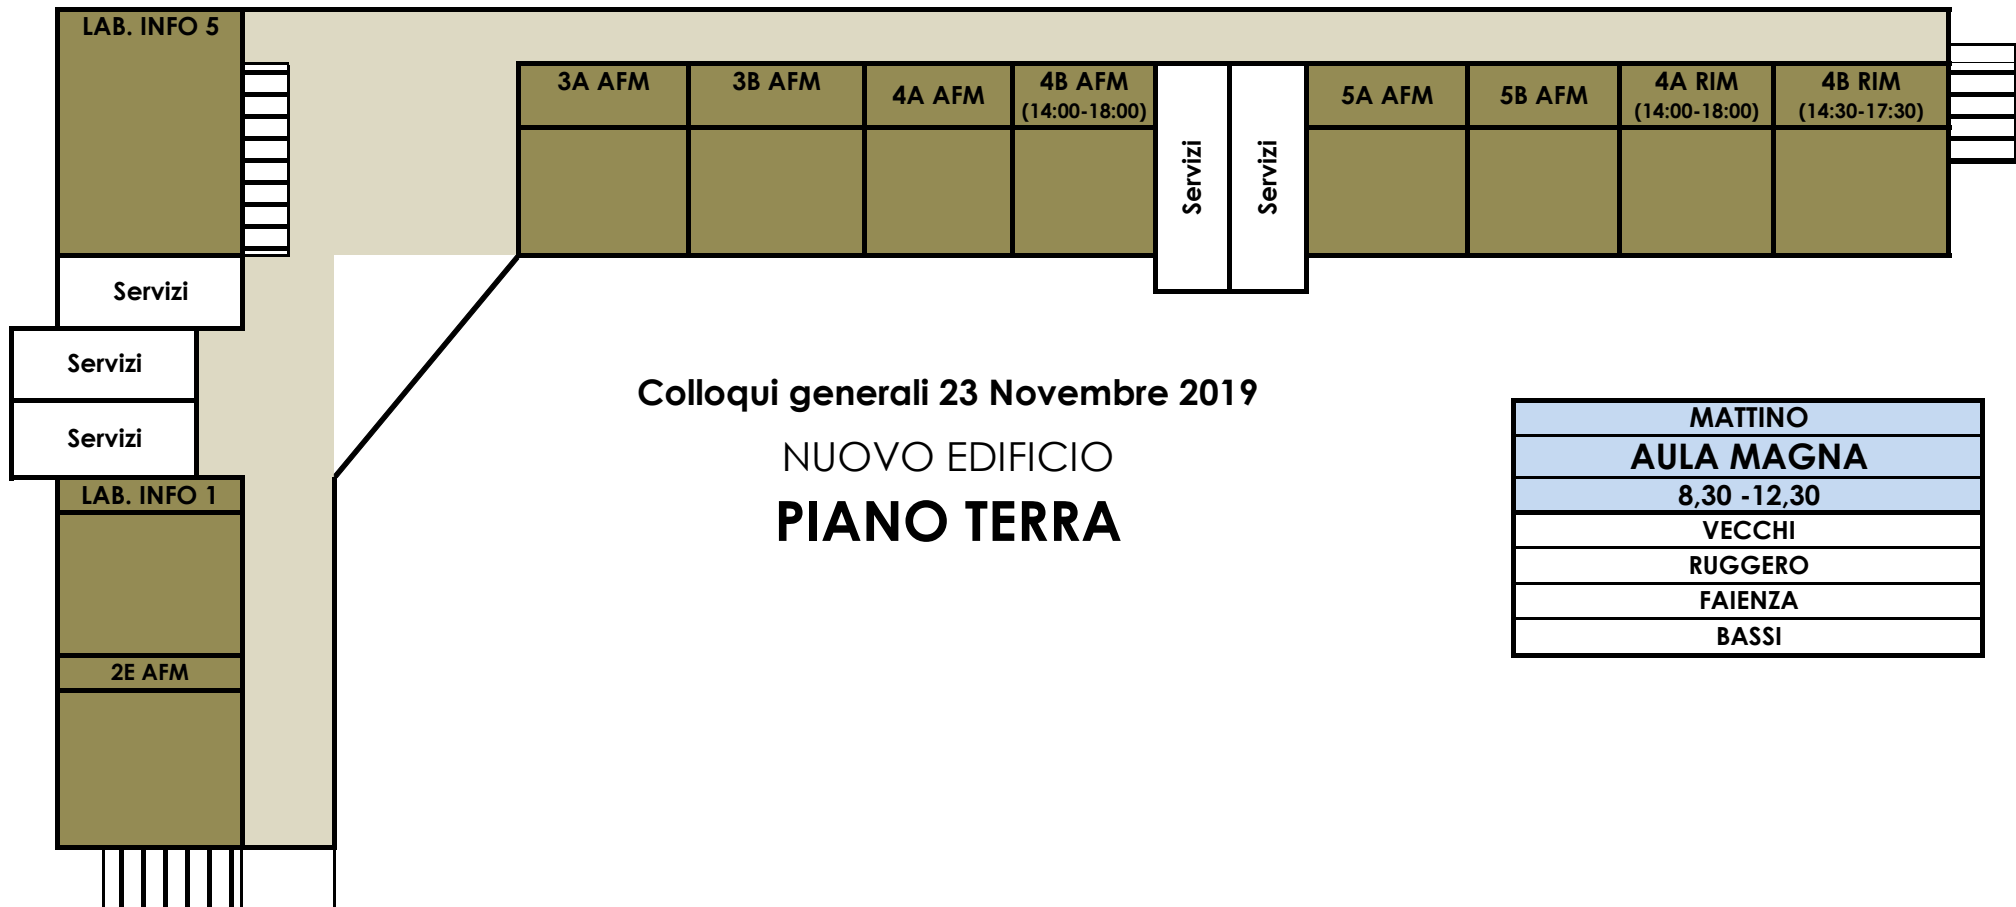 LAB. INFO 5
3A AFM
3B AFM
4A AFM
4B AFM
(14:00-18:00)
Servizi
Servizi
5A AFM
5B AFM
4A RIM
(14:00-18:00)
4B RIM
(14:30-17:30)
Servizi
Servizi
Servizi
LAB. INFO 1
2E AFM
Colloqui generali 23 Novembre 2019
NUOVO EDIFICIO
PIANO TERRA
MATTINO
AULA MAGNA
8,30 -12,30
VECCHI
RUGGERO
FAIENZA
BASSI